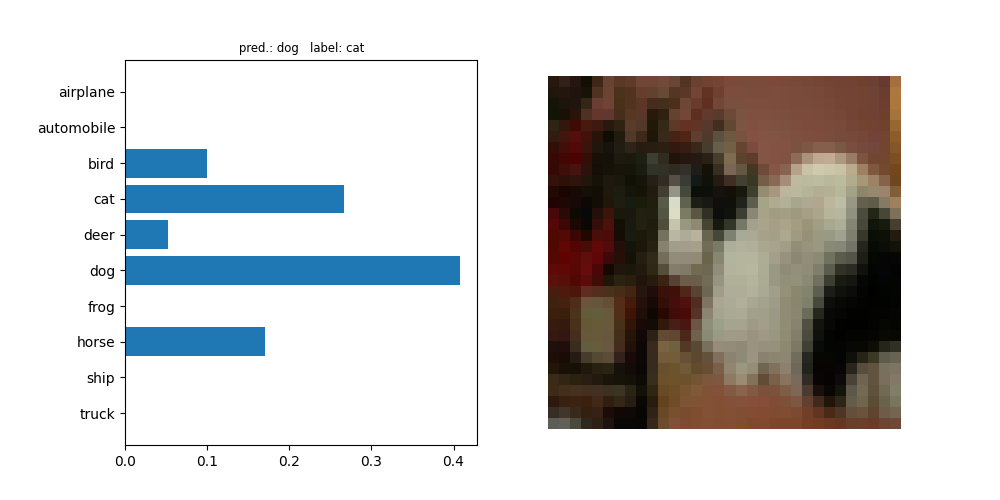 pred.: dog   label: cat
airplane
automobile
bird
cat
deer
dog
frog
horse
ship
truck
0.0 0.1 0.2 0.3 0.4